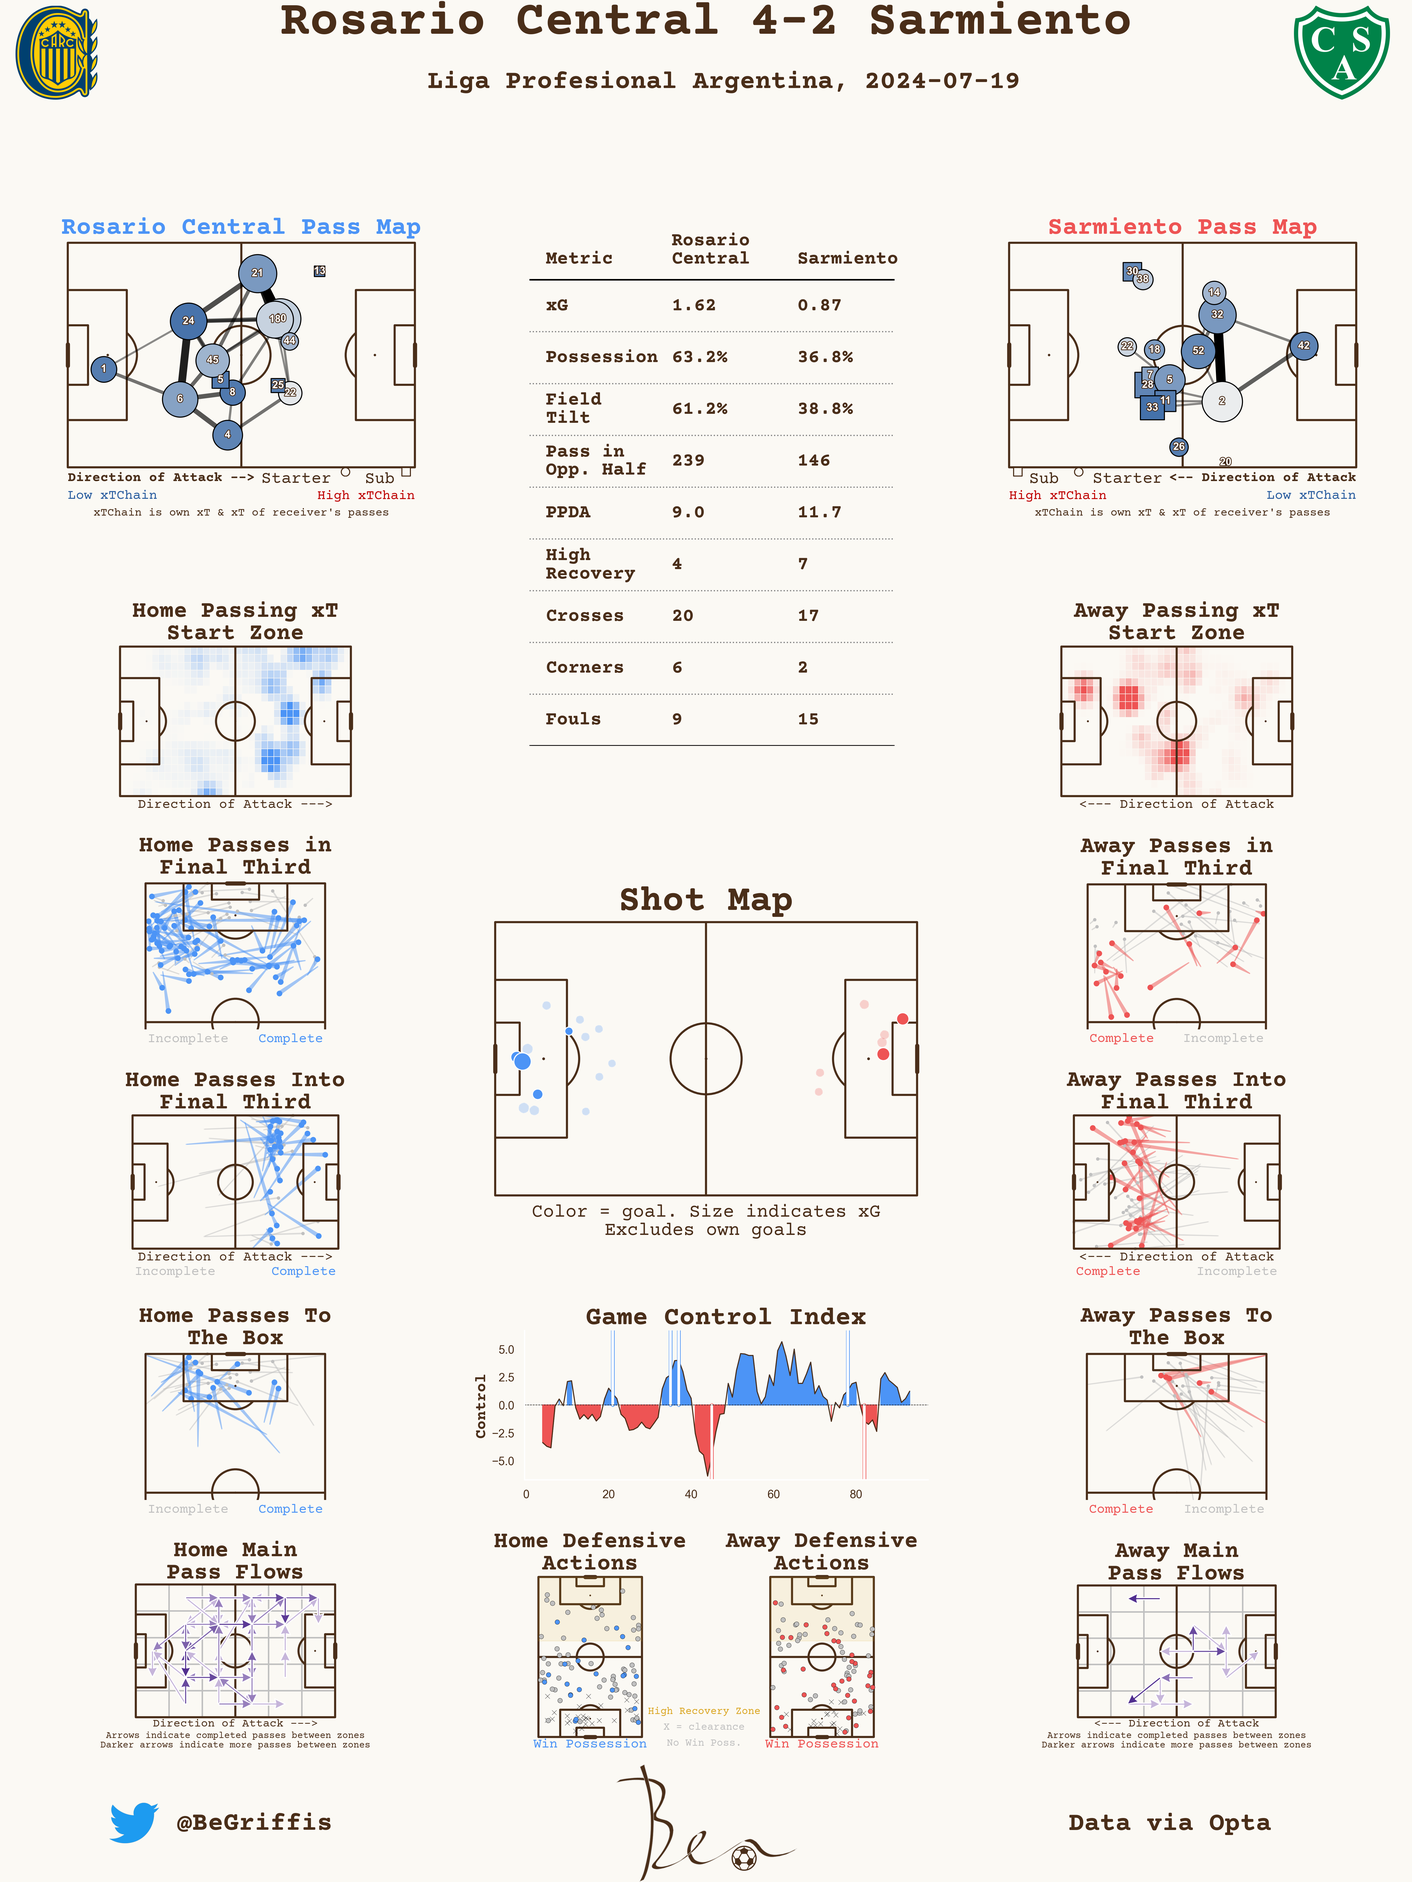 Rosario Central 4-2 Sarmiento
Liga Profesional Argentina, 2024-07-19
CARC
C S
A
Rosario Central Pass Map
21
13
24
180
44
45
1
5
25
8
22
6
4
Direction of Attack --> Starter Sub
Low xTChain High xTChain
xTChain is own xT & xT of receiver's passes
Metric Rosario Central Sarmiento
xG 1.62 0.87
Possession 63.2% 36.8%
Field Tilt 61.2% 38.8%
Pass in Opp. Half 239 146
PPDA 9.0 11.7
High Recovery 4 7
Crosses 20 17
Corners 6 2
Fouls 9 15
Sarmiento Pass Map
30
38
14
32
22
18
52
42
7
28
5
11
33
2
26
20
Sub Starter <-- Direction of Attack
High xTChain Low xTChain
xTChain is own xT & xT of receiver's passes
Home Passing xT
Start Zone
Direction of Attack --->
Away Passing xT
Start Zone
<--- Direction of Attack
Home Passes in
Final Third
Incomplete Complete
Away Passes in
Final Third
Complete Incomplete
Shot Map
Color = goal. Size indicates xG
Excludes own goals
Home Passes Into
Final Third
Direction of Attack --->
Incomplete Complete
Away Passes Into
Final Third
<--- Direction of Attack
Complete Incomplete
Home Passes To
The Box
Incomplete Complete
Game Control Index
Control
5.0
2.5
0.0
−2.5
−5.0
0 20 40 60 80
Away Passes To
The Box
Complete Incomplete
Home Main
Pass Flows
Direction of Attack --->
Arrows indicate completed passes between zones
Darker arrows indicate more passes between zones
Home Defensive
Actions
Win Possession
High Recovery Zone
X = clearance
No Win Poss.
Away Defensive
Actions
Win Possession
Away Main
Pass Flows
<--- Direction of Attack
Arrows indicate completed passes between zones
Darker arrows indicate more passes between zones
@BeGriffis
Ben
Data via Opta